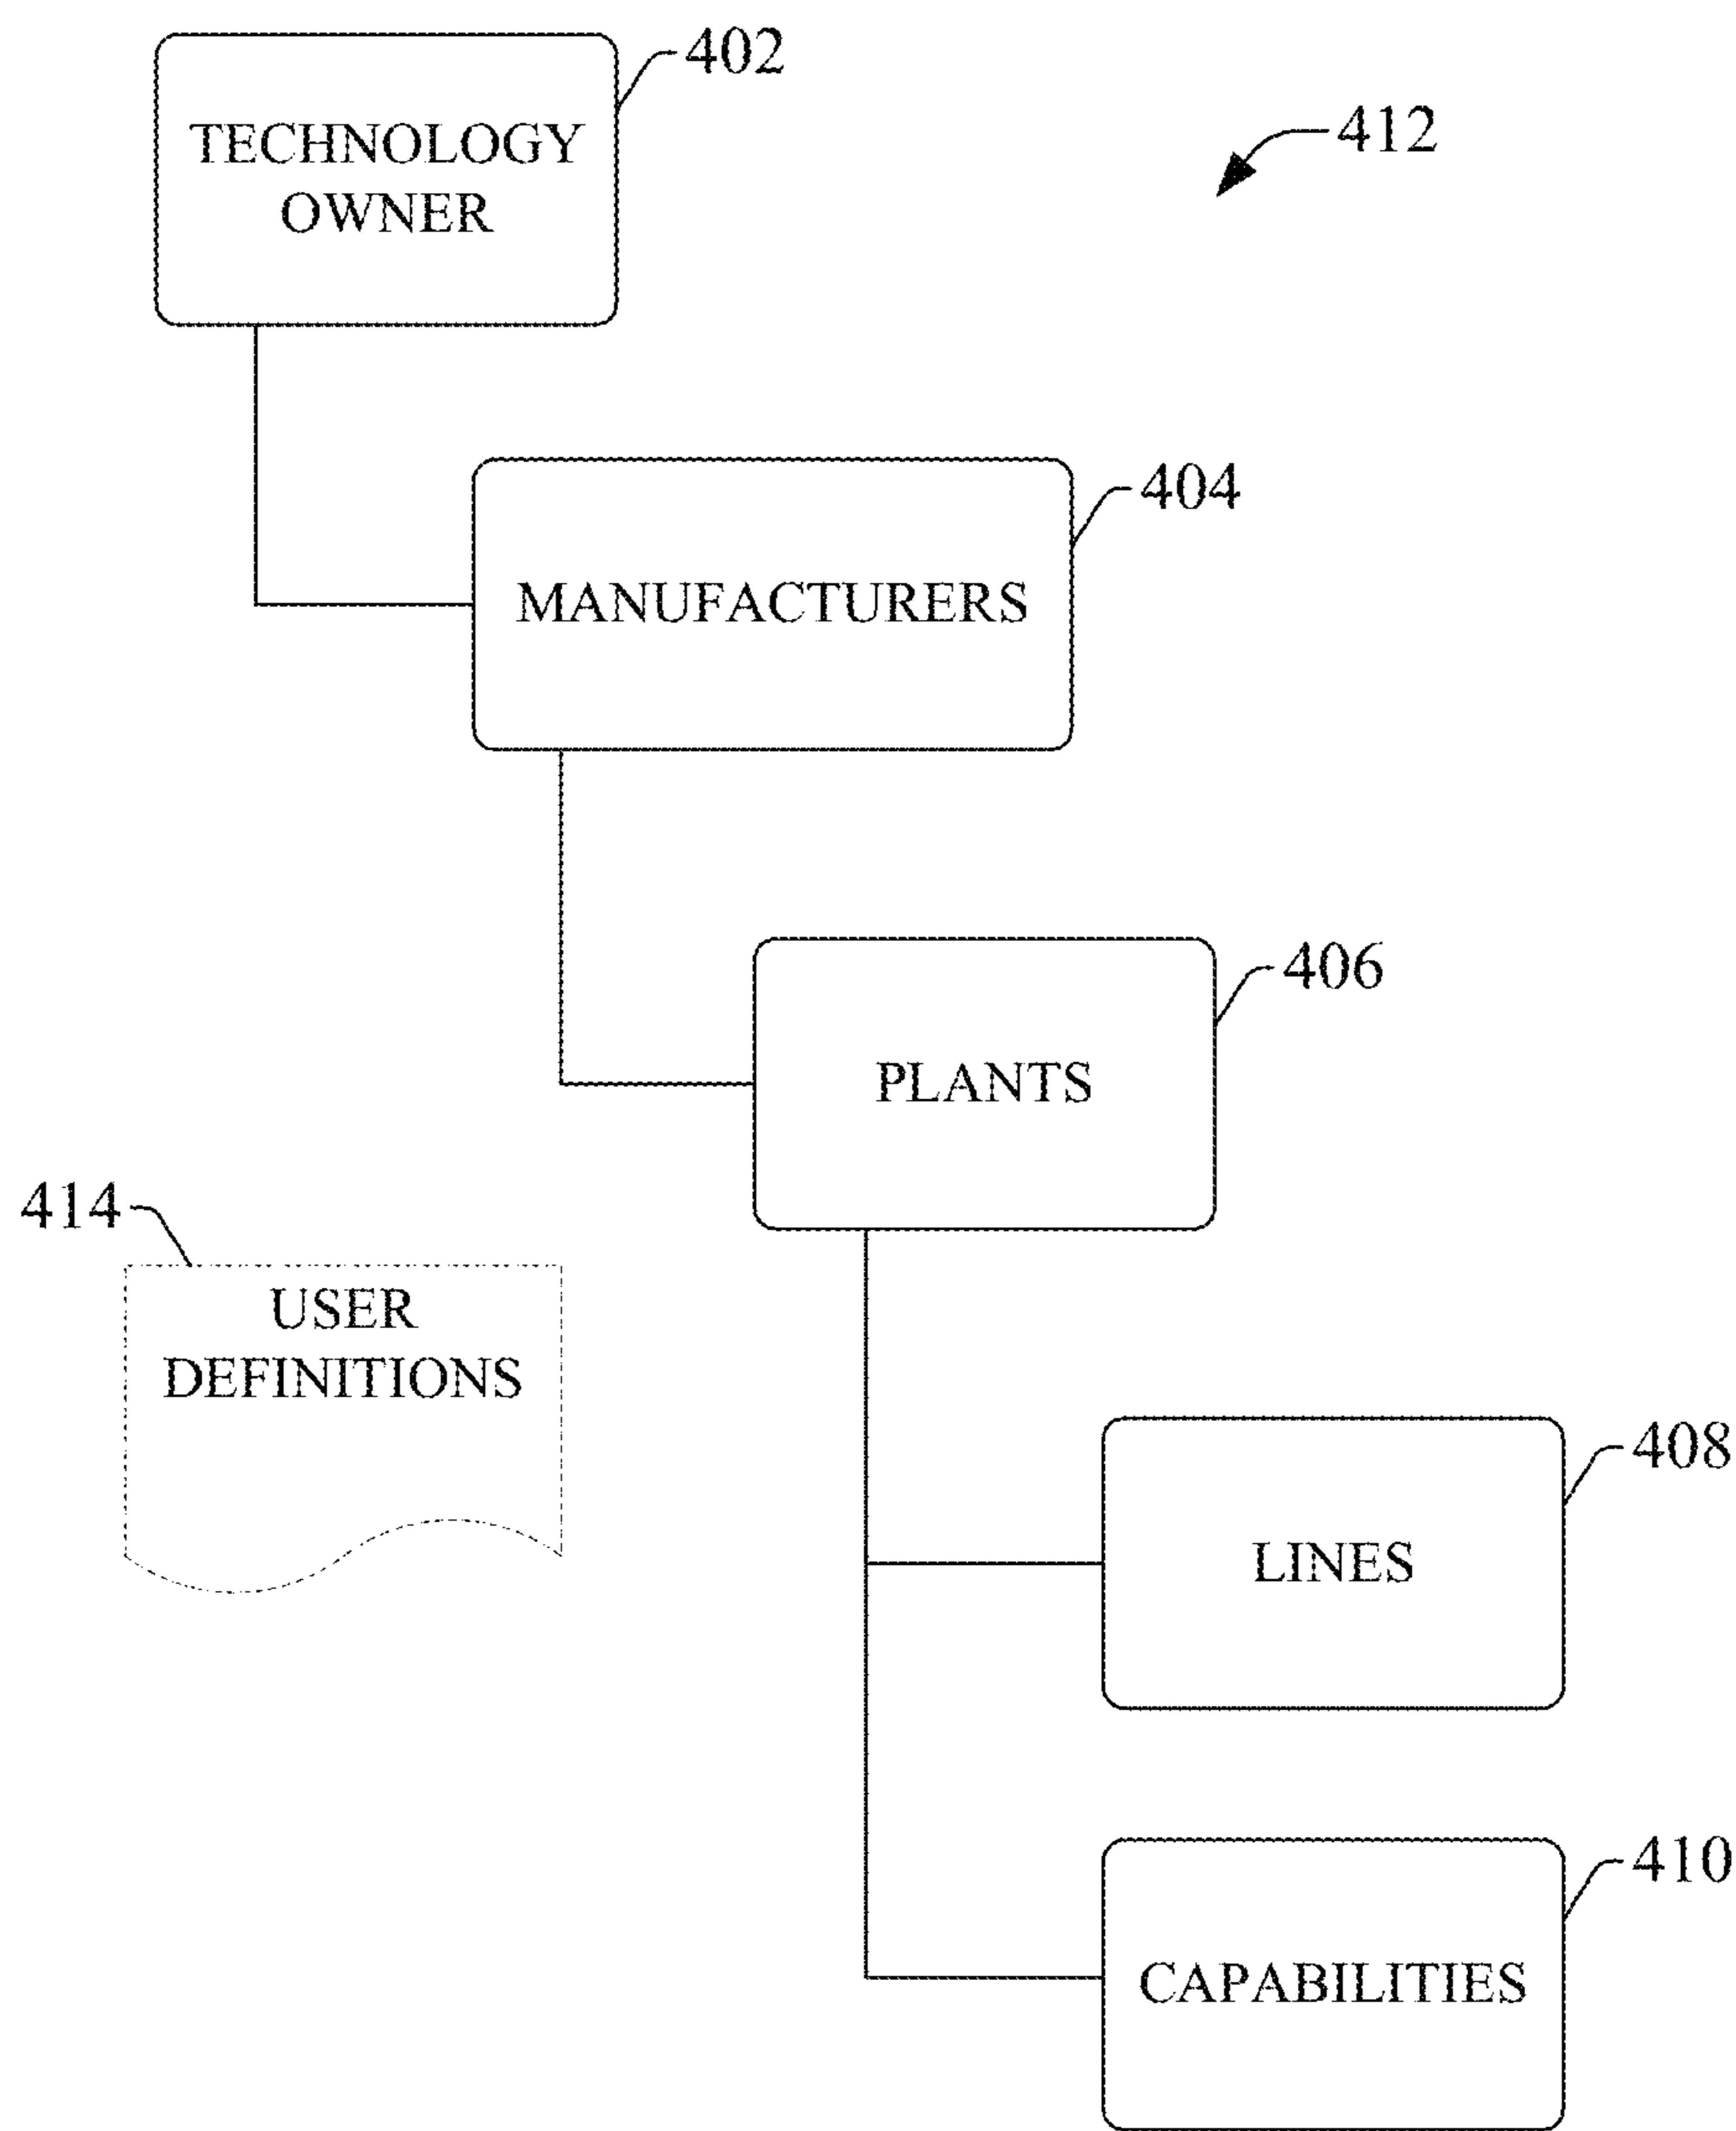 402
TECHNOLOGY
OWNER
412
404
MANUFACTURERS
406
PLANTS
414
USER
DEFINITIONS
408
LINES
410
CAPABILITIES